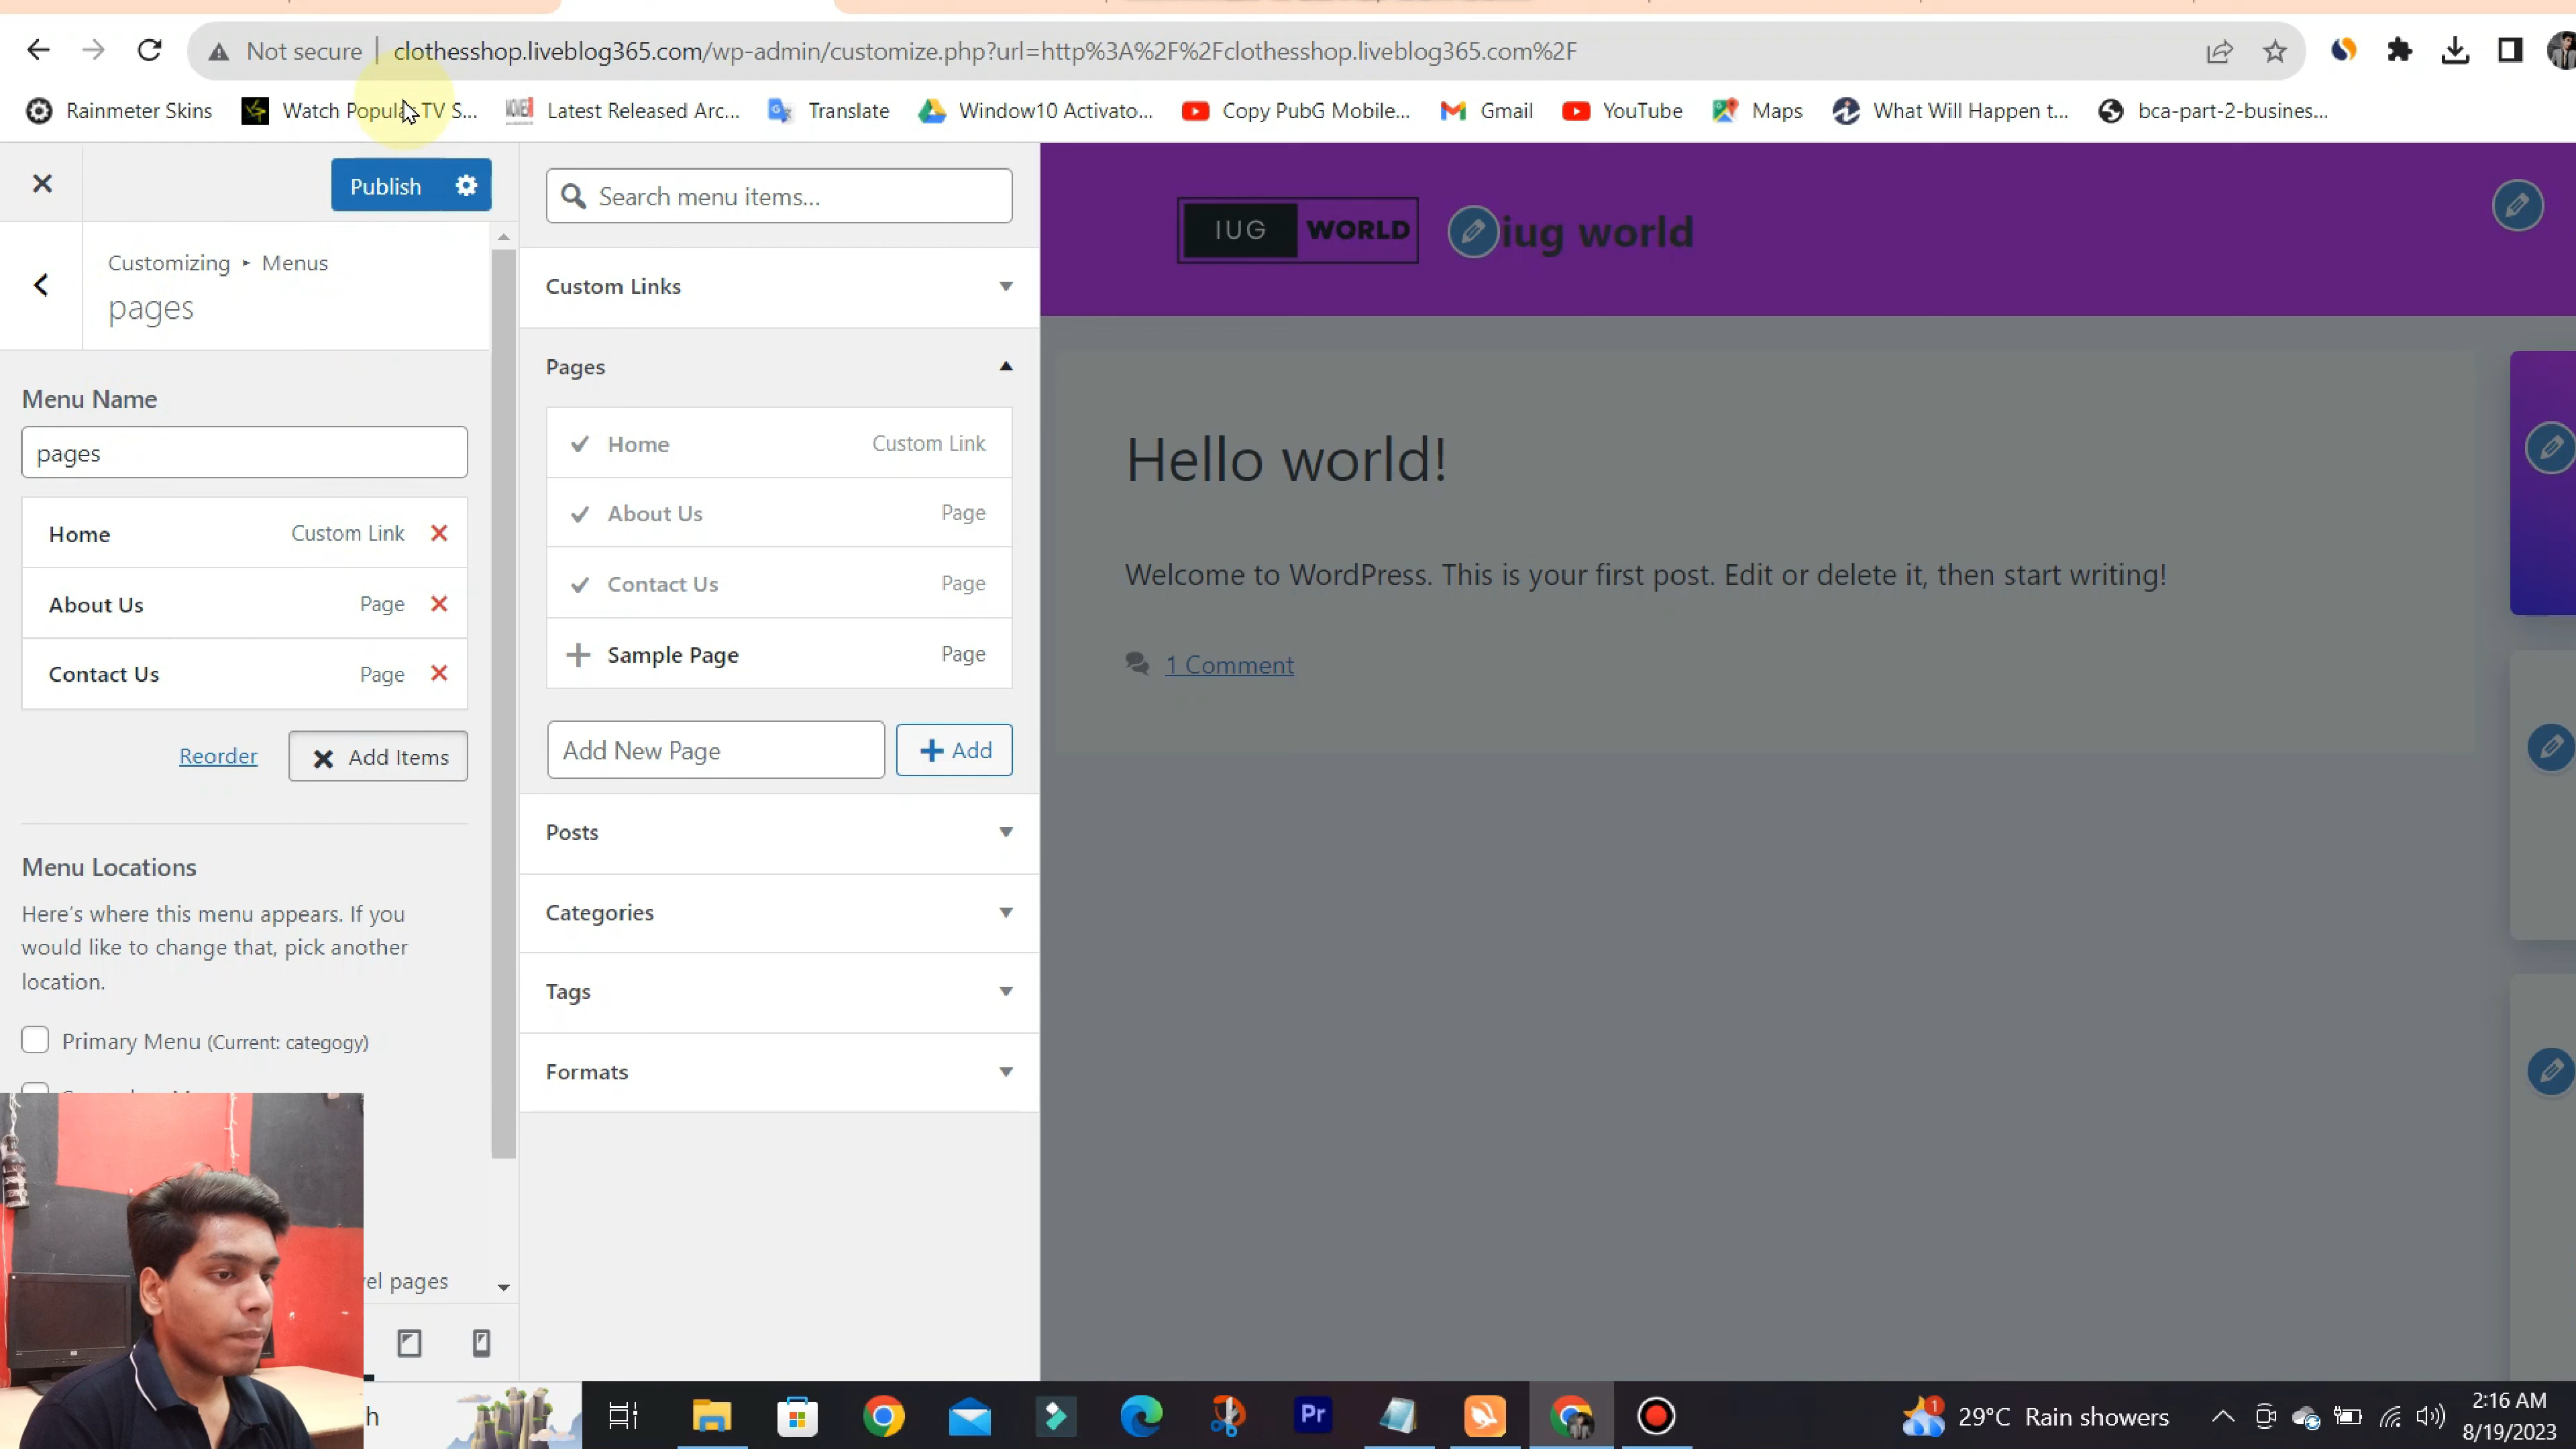 Not secure | clothesshop.liveblog365.com/wp-admin/customize.php?url=http%3A%2F%2Fclothesshop.liveblog365.com%2F
Rainmeter Skins
Watch Popular TV S...
Latest Released Arc...
Translate
Window10 Activato...
Copy PubG Mobile...
Gmail
YouTube
Maps
What Will Happen t...
bca-part-2-busines...
Publish
Customizing ▸ Menus
pages
Menu Name
pages
Home Custom Link
About Us Page
Contact Us Page
Reorder Add Items
Menu Locations
Here's where this menu appears. If you
would like to change that, pick another
location.
Primary Menu (Current: categogy)
el pages
Search menu items...
Custom Links
Pages
Home Custom Link
About Us Page
Contact Us Page
Sample Page Page
Add New Page Add
Posts
Categories
Tags
Formats
IUG WORLD
iug world
Hello world!
Welcome to WordPress. This is your first post. Edit or delete it, then start writing!
1 Comment
h
Pr
1
29°C Rain showers
2:16 AM
8/19/2023